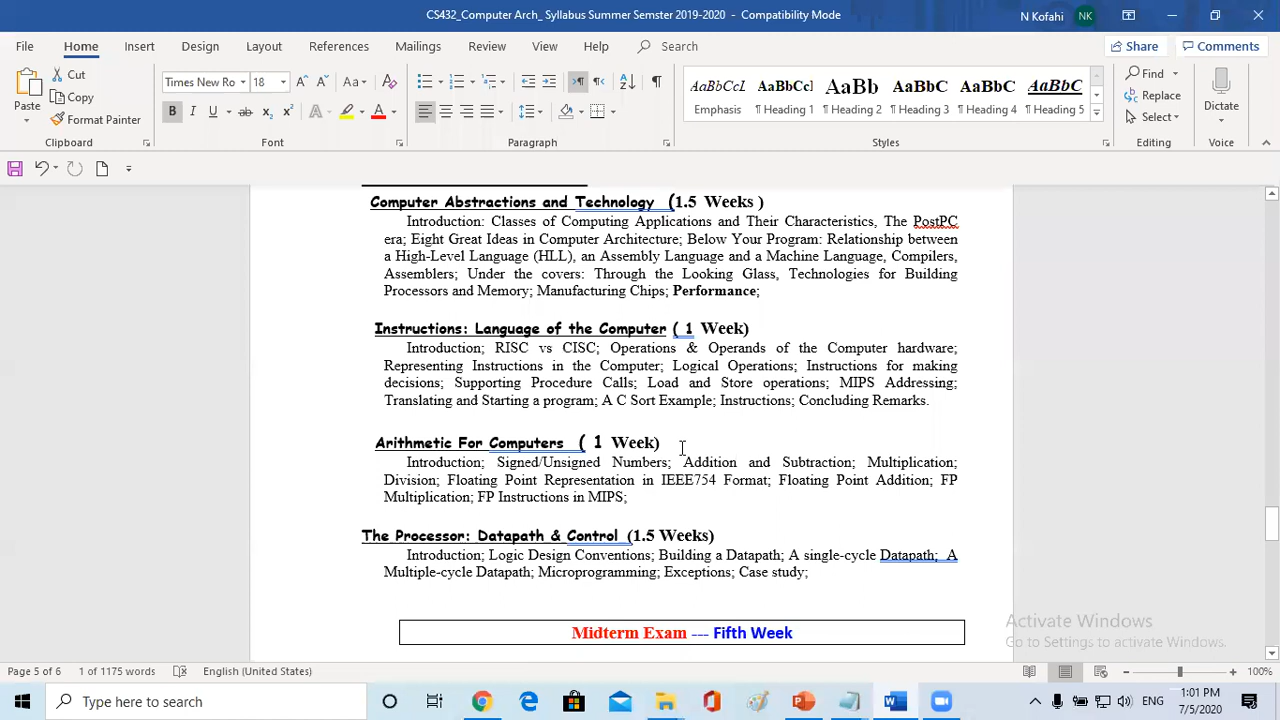 CS432_Computer Arch_ Syllabus Summer Semster 2019-2020 - Compatibility Mode
N Kofahi NK
File Home Insert Design Layout References Mailings Review View Help Search Share Comments
Paste Cut Copy Format Painter
Times New Ro 18
Aa
B I U ab x₂ x² A A
AaBbCcL AaBbCcI AaBb AaBbCc AaBbC AaBbC
Emphasis ¶ Heading 1 ¶ Heading 2 ¶ Heading 3 ¶ Heading 4 ¶ Heading 5
Find Replace Select Dictate
Clipboard Font Paragraph Styles Editing Voice
Computer Abstractions and Technology (1.5 Weeks )
Introduction: Classes of Computing Applications and Their Characteristics, The PostPC
era; Eight Great Ideas in Computer Architecture; Below Your Program: Relationship between
a High-Level Language (HLL), an Assembly Language and a Machine Language, Compilers,
Assemblers; Under the covers: Through the Looking Glass, Technologies for Building
Processors and Memory; Manufacturing Chips; Performance;
Instructions: Language of the Computer ( 1 Week)
Introduction; RISC vs CISC; Operations & Operands of the Computer hardware;
Representing Instructions in the Computer; Logical Operations; Instructions for making
decisions; Supporting Procedure Calls; Load and Store operations; MIPS Addressing;
Translating and Starting a program; A C Sort Example; Instructions; Concluding Remarks.
Arithmetic For Computers ( 1 Week)
Introduction; Signed/Unsigned Numbers; Addition and Subtraction; Multiplication;
Division; Floating Point Representation in IEEE754 Format; Floating Point Addition; FP
Multiplication; FP Instructions in MIPS;
The Processor: Datapath & Control (1.5 Weeks)
Introduction; Logic Design Conventions; Building a Datapath; A single-cycle Datapath; A
Multiple-cycle Datapath; Microprogramming; Exceptions; Case study;
Midterm Exam --- Fifth Week
Activate Windows
Go to Settings to activate Windows.
Page 5 of 6 1 of 1175 words English (United States) 100%
Type here to search
ENG 1:01 PM
7/5/2020